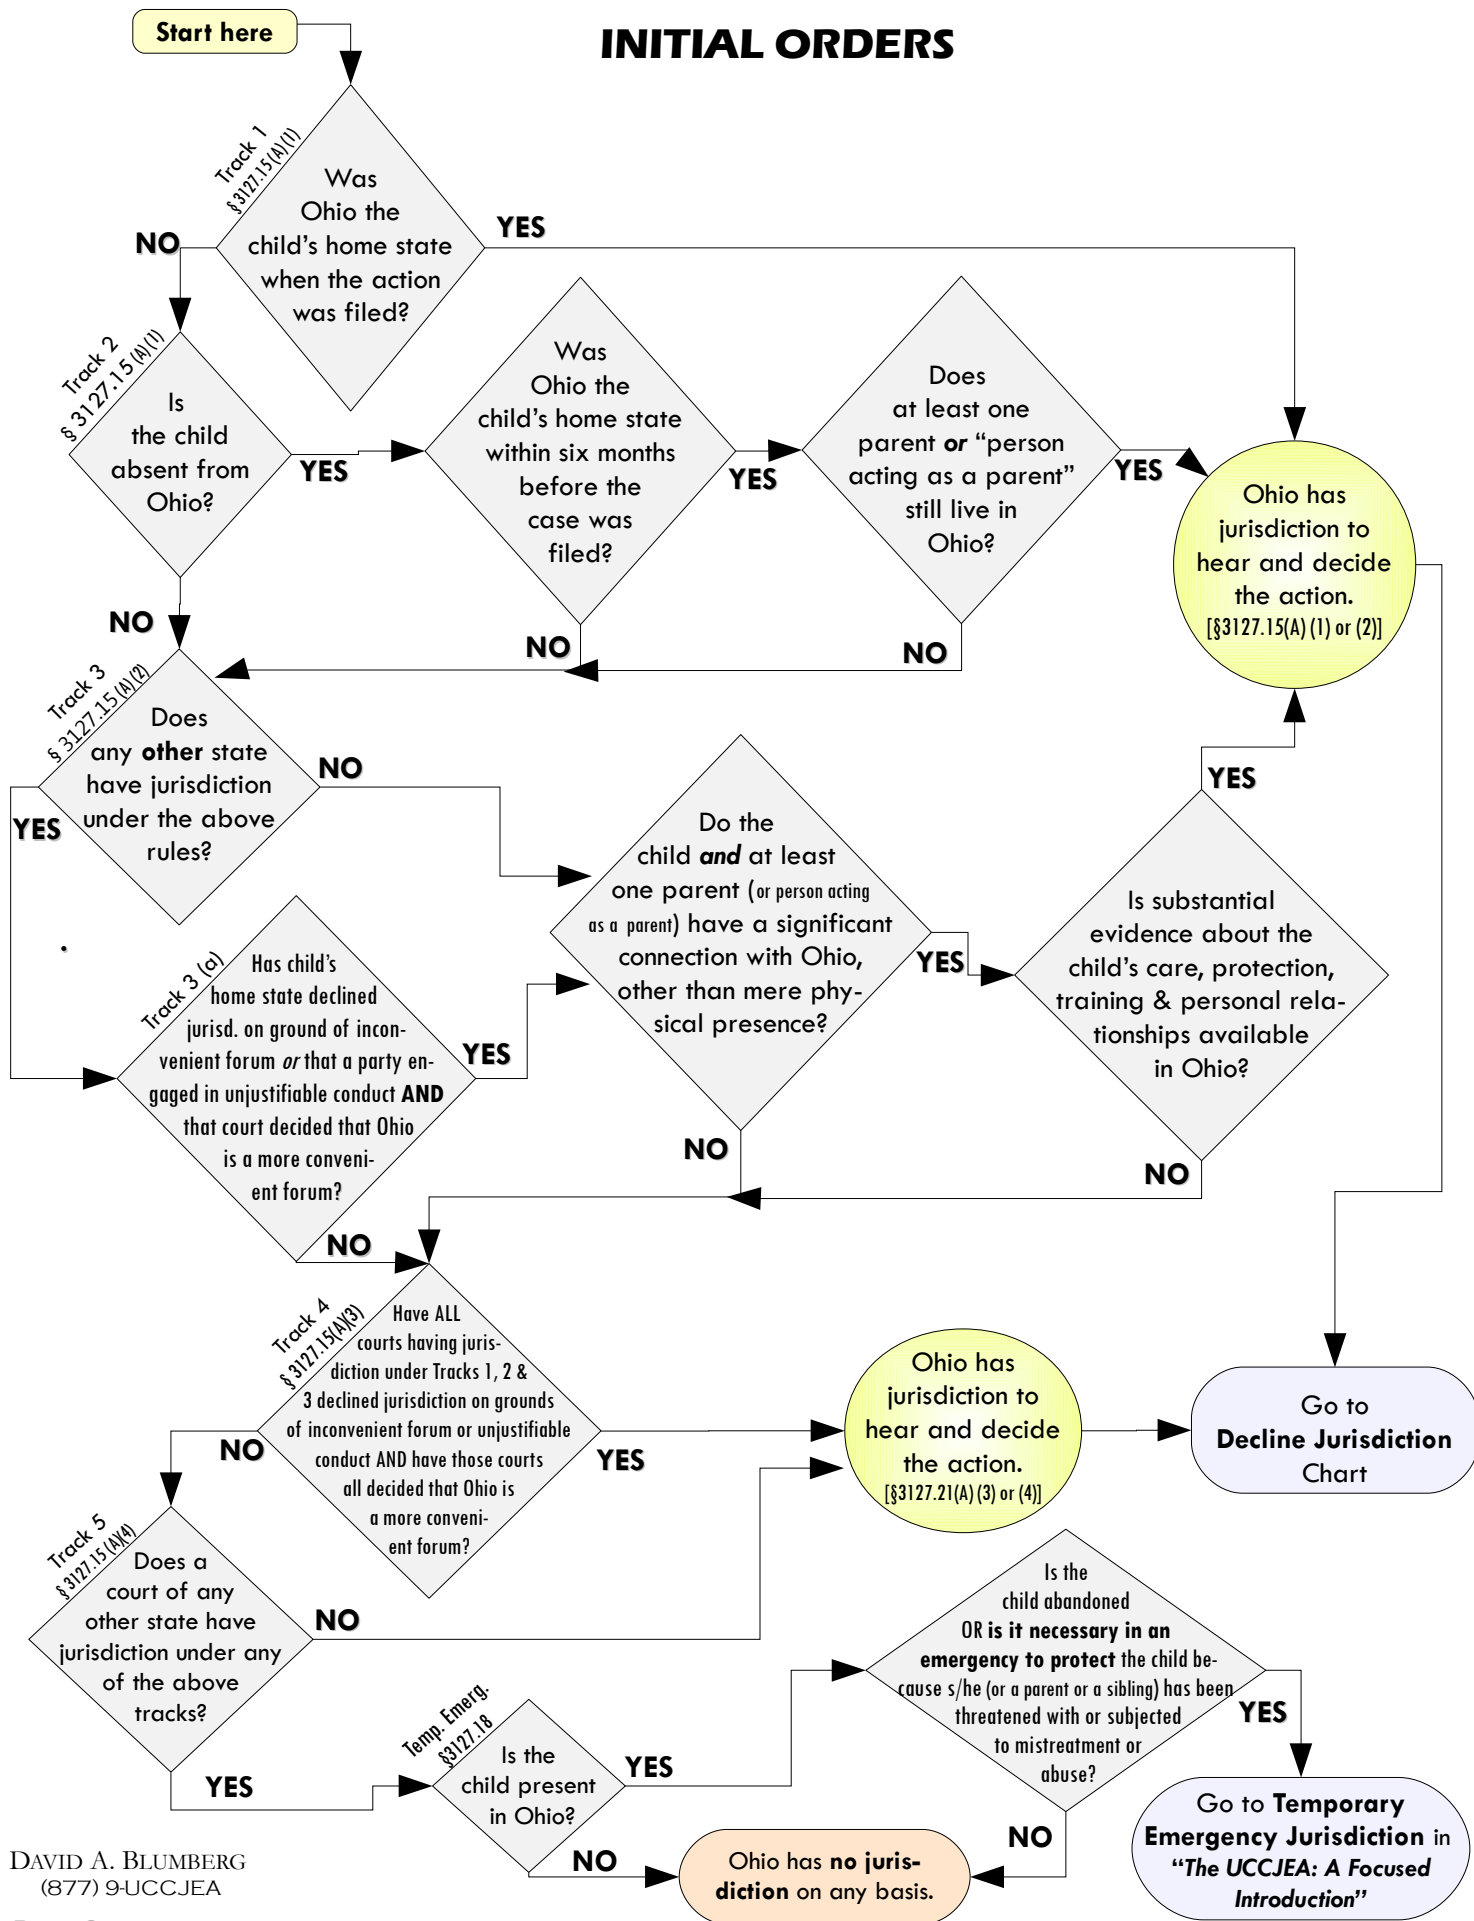 Start here
INITIAL ORDERS
Track 1
§3127.15(A)(1)
Was
Ohio the
child's home state
when the action
was filed?
YES
NO
Track 2
§ 3127.15 (A)(1)
Is
the child
absent from
Ohio?
YES
Was
Ohio the
child's home state
within six months
before the
case was
filed?
YES
Does
at least one
parent or “person
acting as a parent”
still live in
Ohio?
YES
Ohio has
jurisdiction to
hear and decide
the action.
[§3127.15(A) (1) or (2)]
NO
NO
NO
Track 3
§ 3127.15(A)(2)
Does
any other state
have jurisdiction
under the above
rules?
NO
YES
Do the
child and at least
one parent (or person acting
as a parent) have a significant
connection with Ohio,
other than mere phy-
sical presence?
YES
NO
Is substantial
evidence about the
child's care, protection,
training & personal rela-
tionships available
in Ohio?
YES
NO
Track 3 (a)
Has child's
home state declined
jurisd. on ground of incon-
venient forum or that a party en-
gaged in unjustifiable conduct AND
that court decided that Ohio
is a more conveni-
ent forum?
YES
NO
Track 4
§ 3127.15(A)(3)
Have ALL
courts having juris-
diction under Tracks 1, 2 &
3 declined jurisdiction on grounds
of inconvenient forum or unjustifiable
conduct AND have those courts
all decided that Ohio is
a more conveni-
ent forum?
NO
YES
Ohio has
jurisdiction to
hear and decide
the action.
[§3127.21(A) (3) or (4)]
Go to
Decline Jurisdiction
Chart
Track 5
§ 3127.15 (A)(4)
Does a
court of any
other state have
jurisdiction under any
of the above
tracks?
NO
YES
Temp. Emerg.
§3127.18
Is the
child present
in Ohio?
YES
NO
Is the
child abandoned
OR is it necessary in an
emergency to protect the child be-
cause s/he (or a parent or a sibling) has been
threatened with or subjected
to mistreatment or
abuse?
YES
NO
Ohio has no juris-
diction on any basis.
Go to Temporary
Emergency Jurisdiction in
“The UCCJEA: A Focused
Introduction”
DAVID A. BLUMBERG
(877) 9-UCCJEA